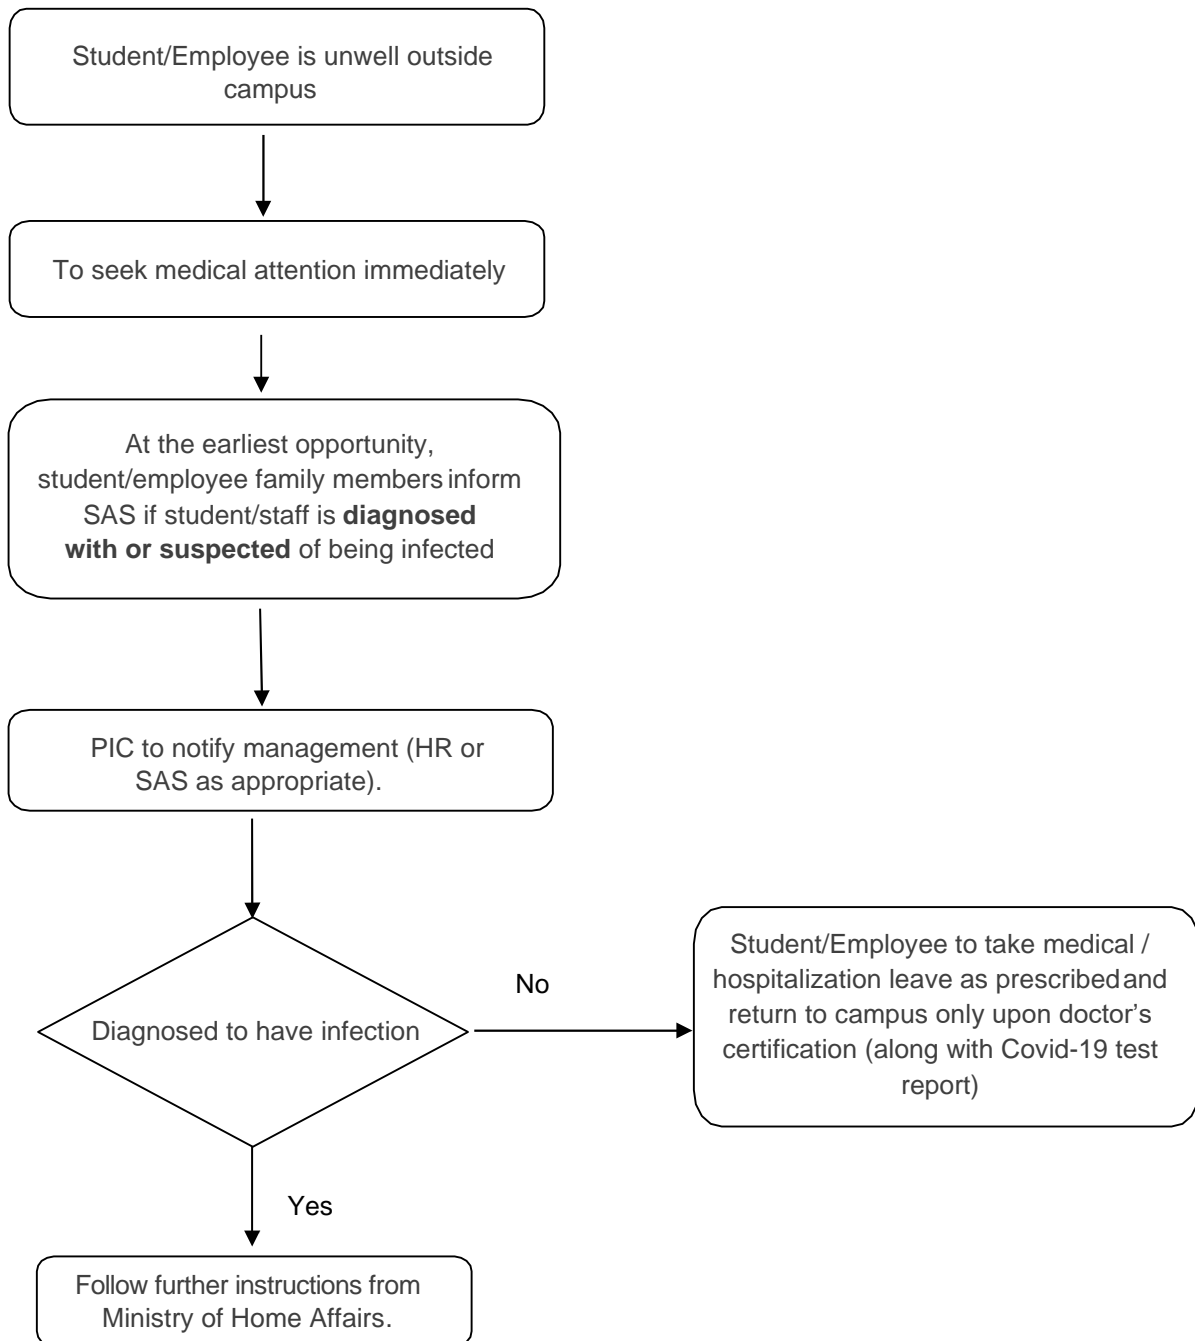 Student/Employee is unwell outside
campus
To seek medical attention immediately
At the earliest opportunity,
student/employee family members inform
SAS if student/staff is diagnosed
with or suspected of being infected
PIC to notify management (HR or
SAS as appropriate).
Diagnosed to have infection
No
Student/Employee to take medical /
hospitalization leave as prescribed and
return to campus only upon doctor’s
certification (along with Covid-19 test
report)
Yes
Follow further instructions from
Ministry of Home Affairs.